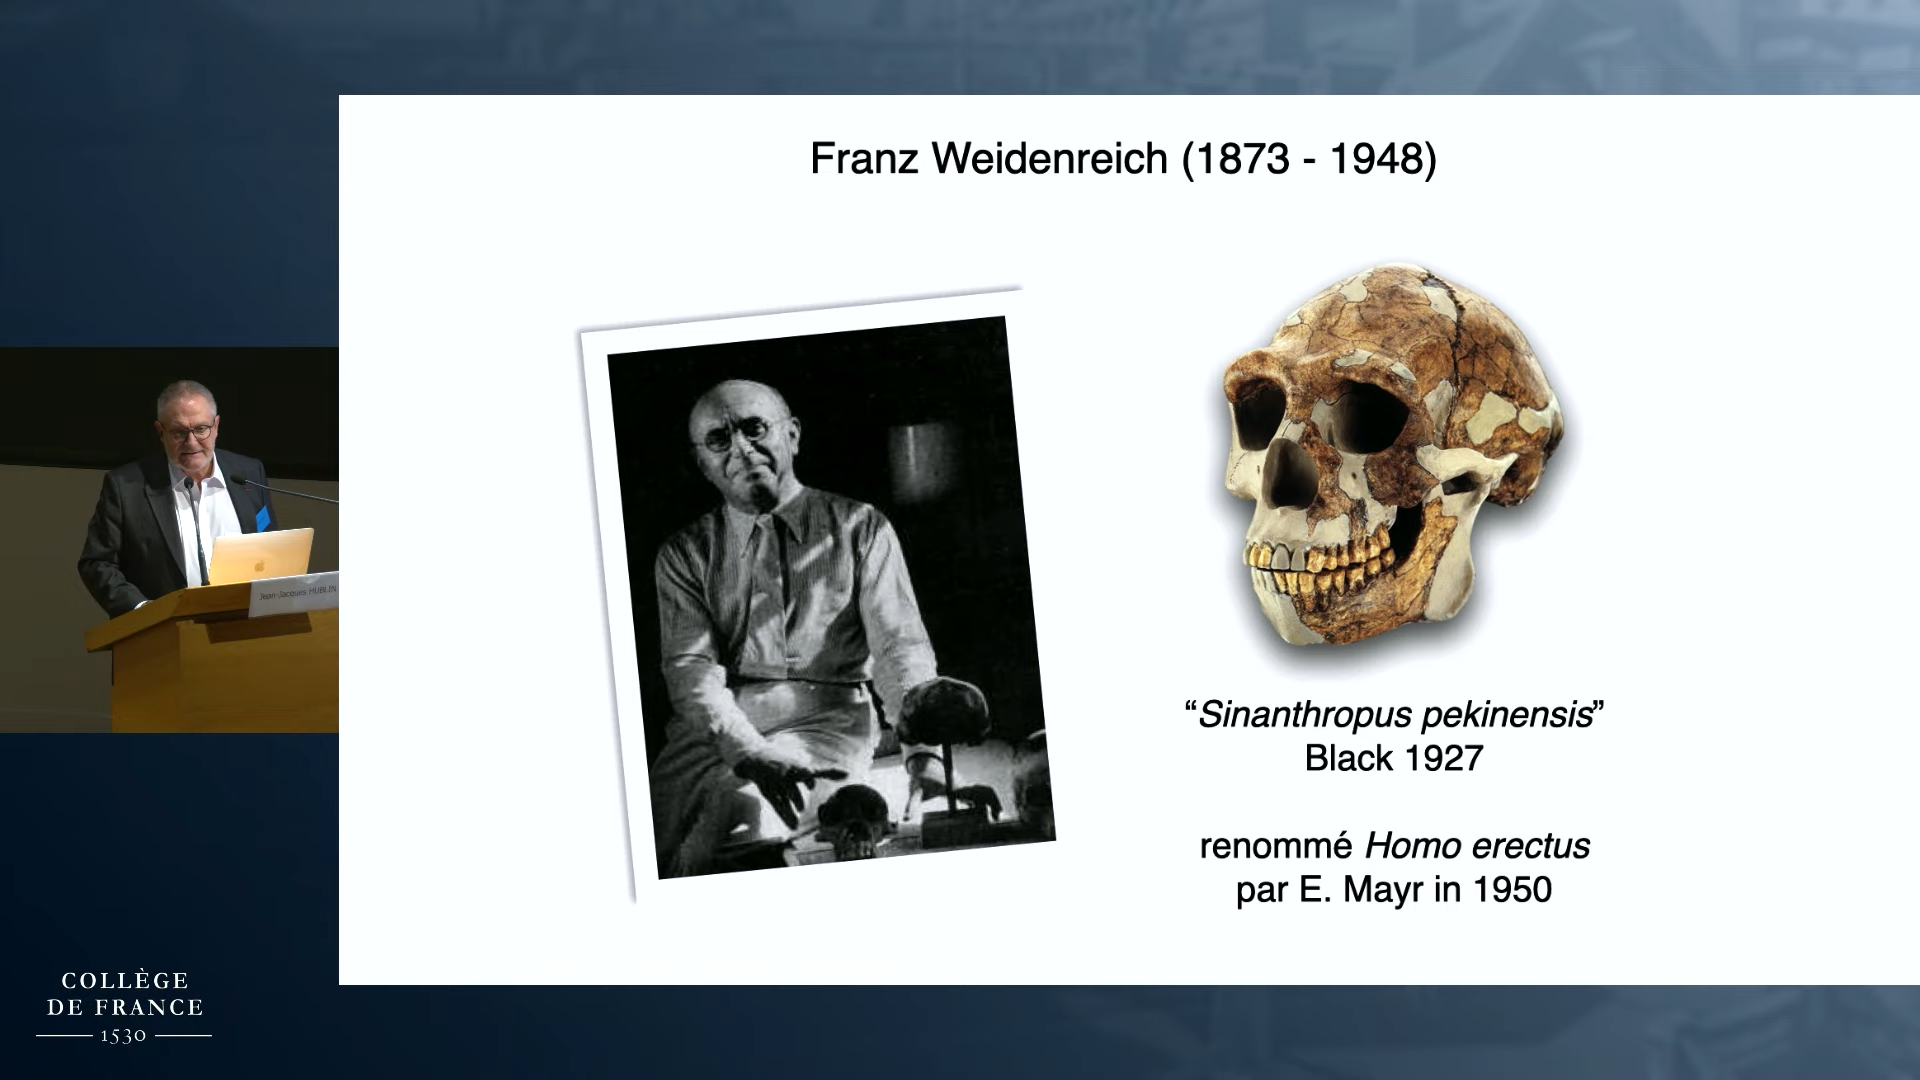 Franz Weidenreich (1873 - 1948)
“Sinanthropus pekinensis”
Black 1927
renommé Homo erectus
par E. Mayr in 1950
Jean-Jacques HUBLIN
COLLÈGE
DE FRANCE
1530